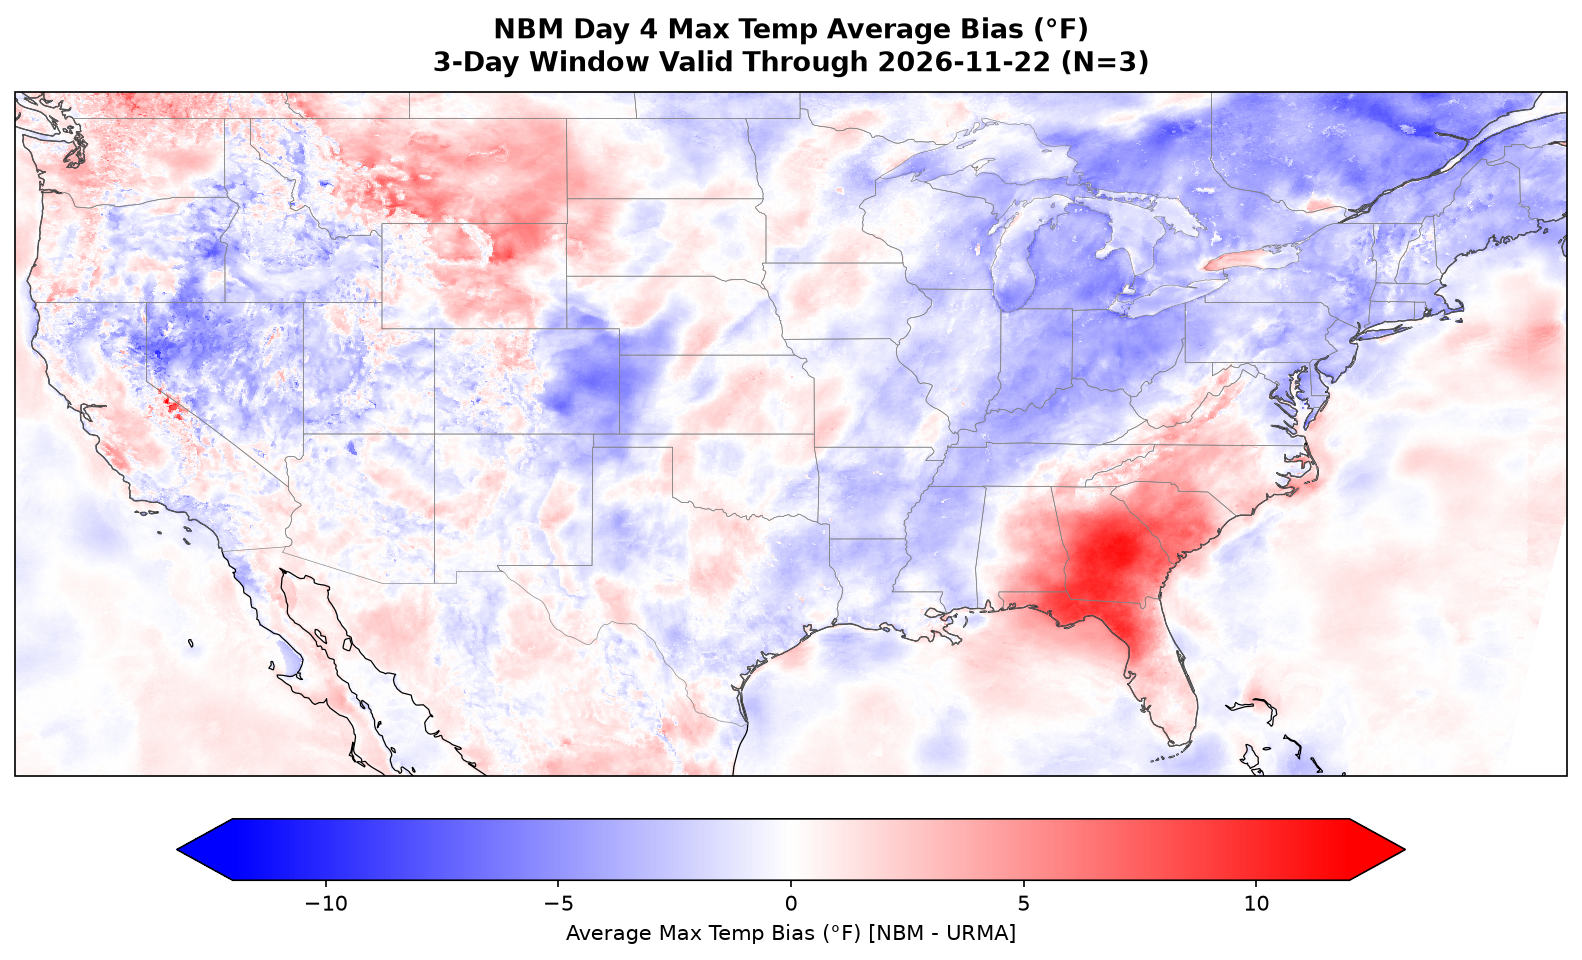 NBM Day 4 Max Temp Average Bias (°F)
3-Day Window Valid Through 2026-11-22 (N=3)
−10 −5 0 5 10
Average Max Temp Bias (°F) [NBM - URMA]